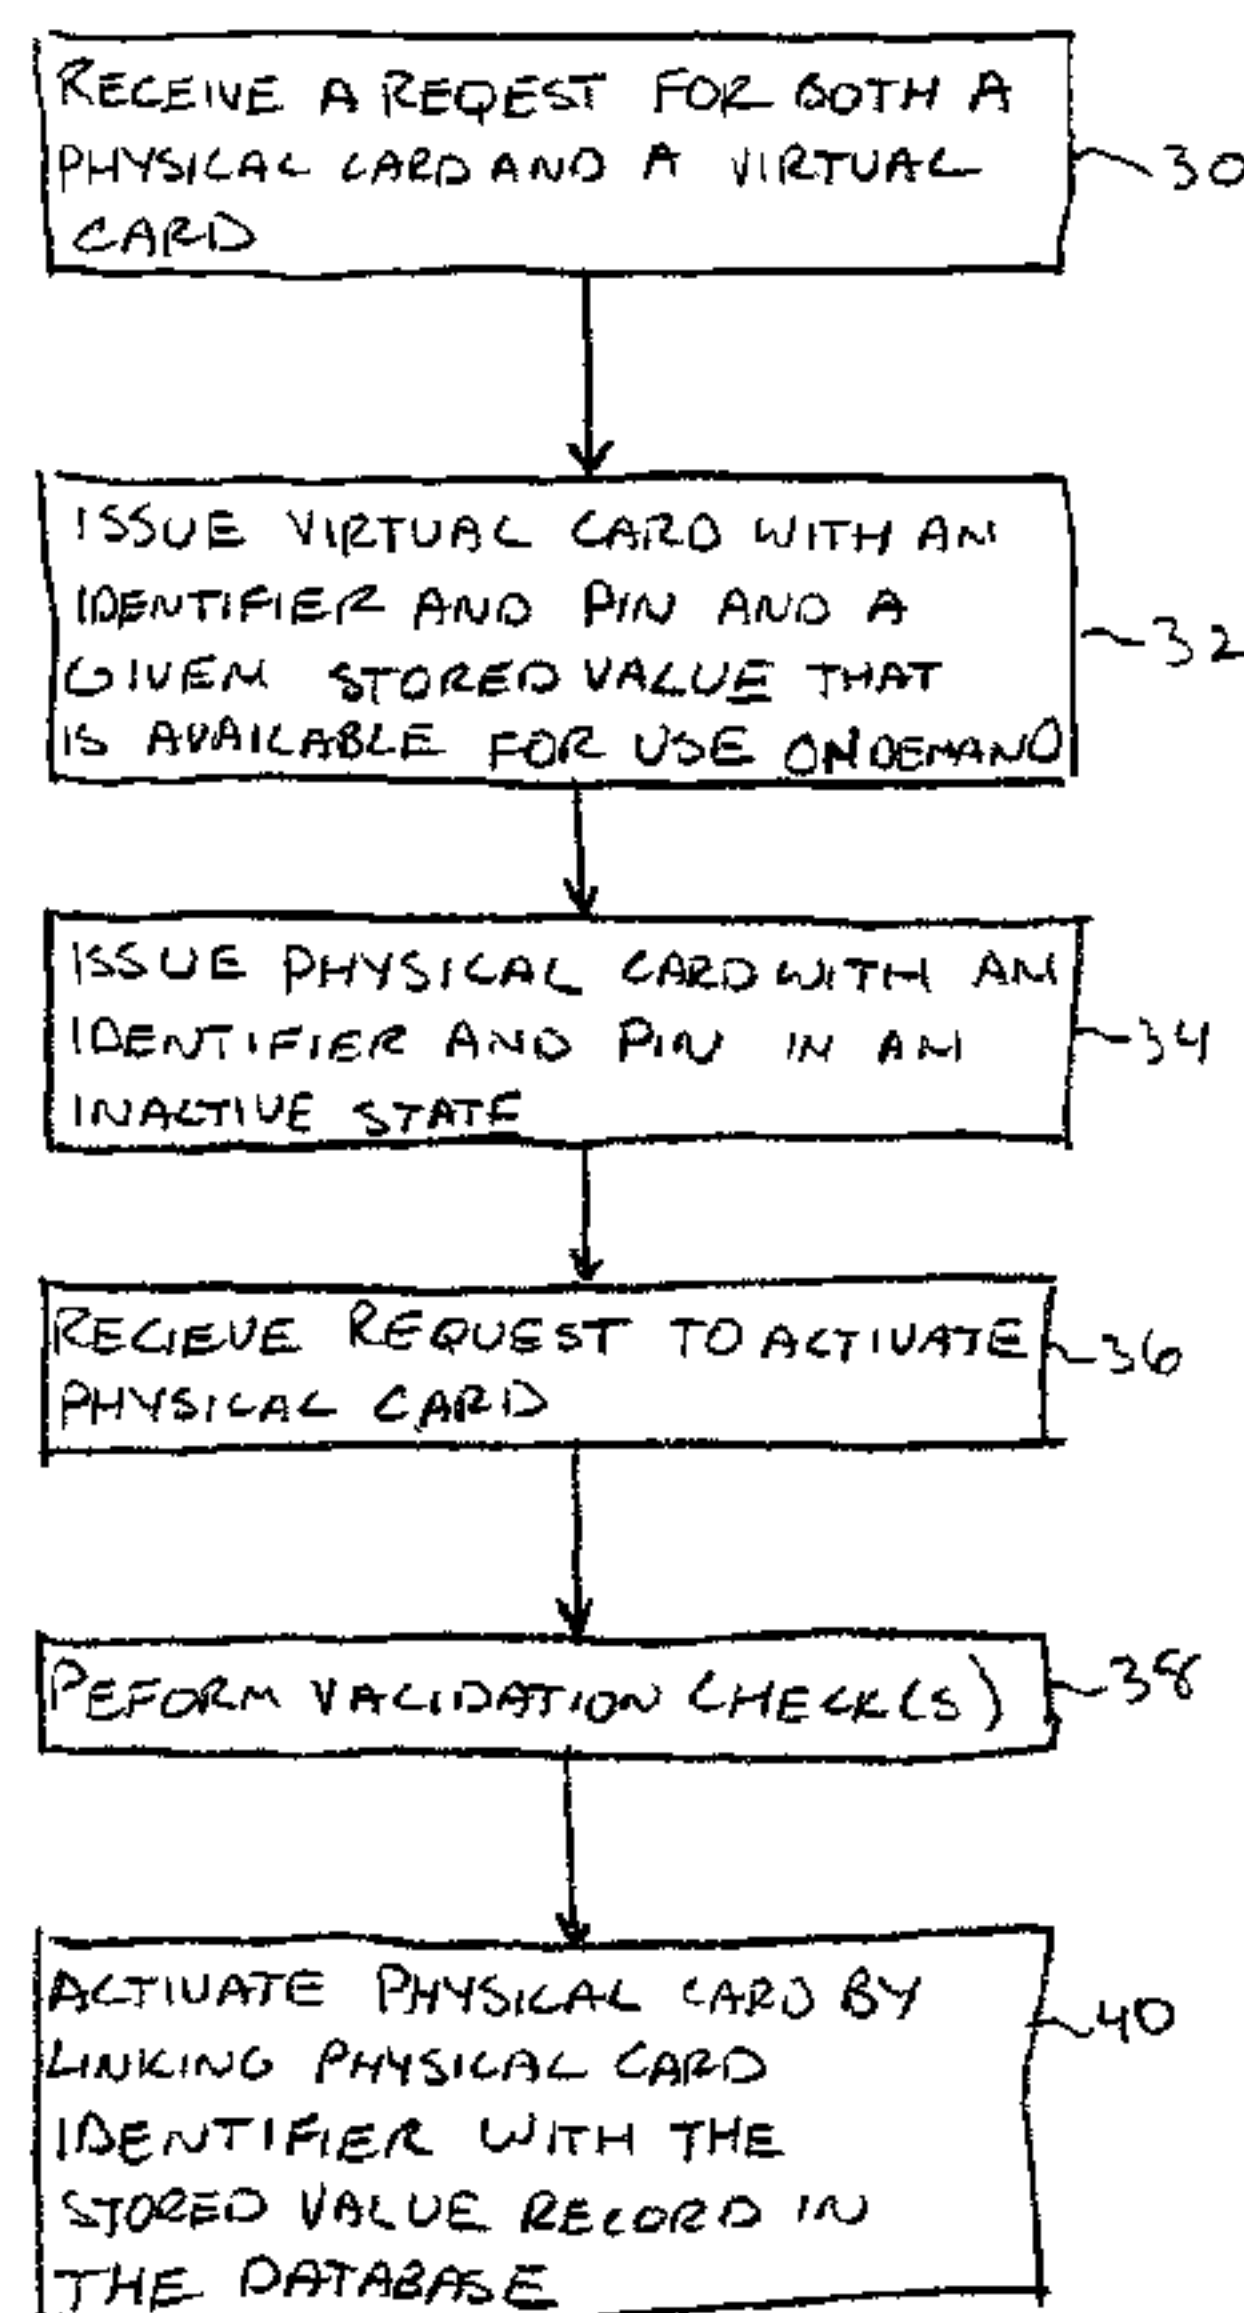 RECEIVE A REQEST FOR BOTH A
PHYSICAL CARD AND A VIRTUAL
CARD
30
ISSUE VIRTUAL CARD WITH AN
IDENTIFIER AND PIN AND A
GIVEN STORED VALUE THAT
IS AVAILABLE FOR USE ON DEMAND
32
ISSUE PHYSICAL CARD WITH AN
IDENTIFIER AND PIN IN AN
INACTIVE STATE
34
RECIEVE REQUEST TO ACTIVATE
PHYSICAL CARD
36
PEFORM VALIDATION CHECK(S)
38
ACTIVATE PHYSICAL CARD BY
LINKING PHYSICAL CARD
IDENTIFIER WITH THE
STORED VALUE RECORD IN
THE DATABASE
40